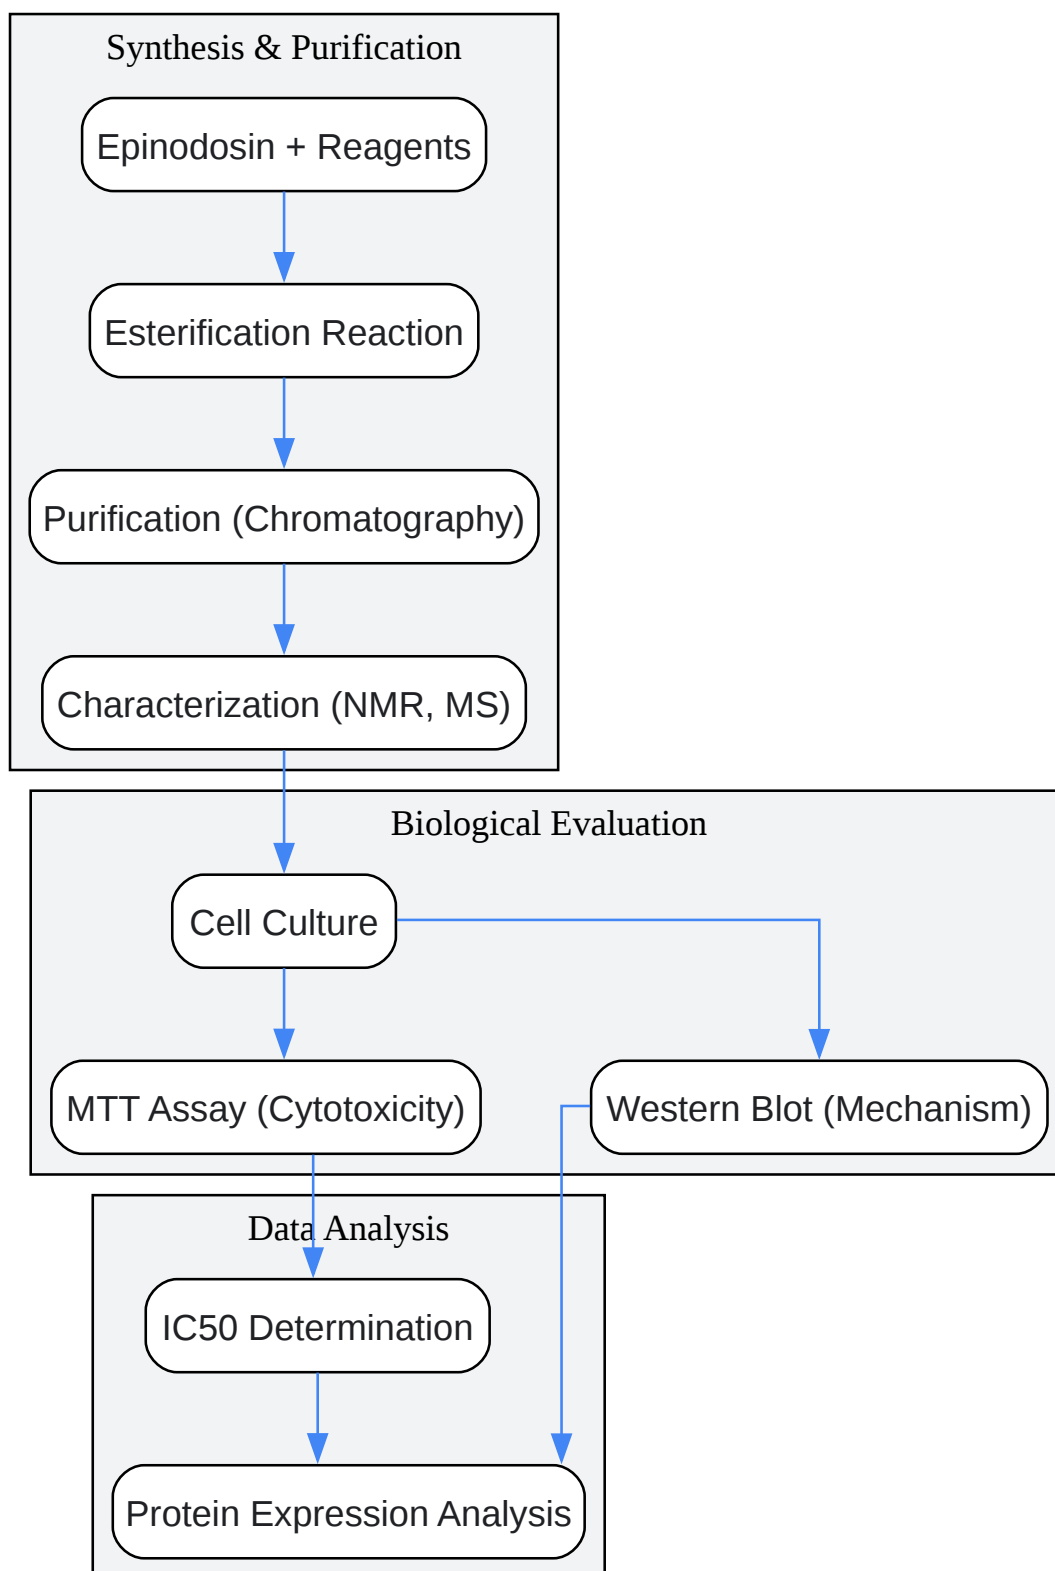 Synthesis & Purification
Epinodosin + Reagents
Esterification Reaction
Purification (Chromatography)
Characterization (NMR, MS)
Biological Evaluation
Cell Culture
MTT Assay (Cytotoxicity)
Western Blot (Mechanism)
Data Analysis
IC50 Determination
Protein Expression Analysis